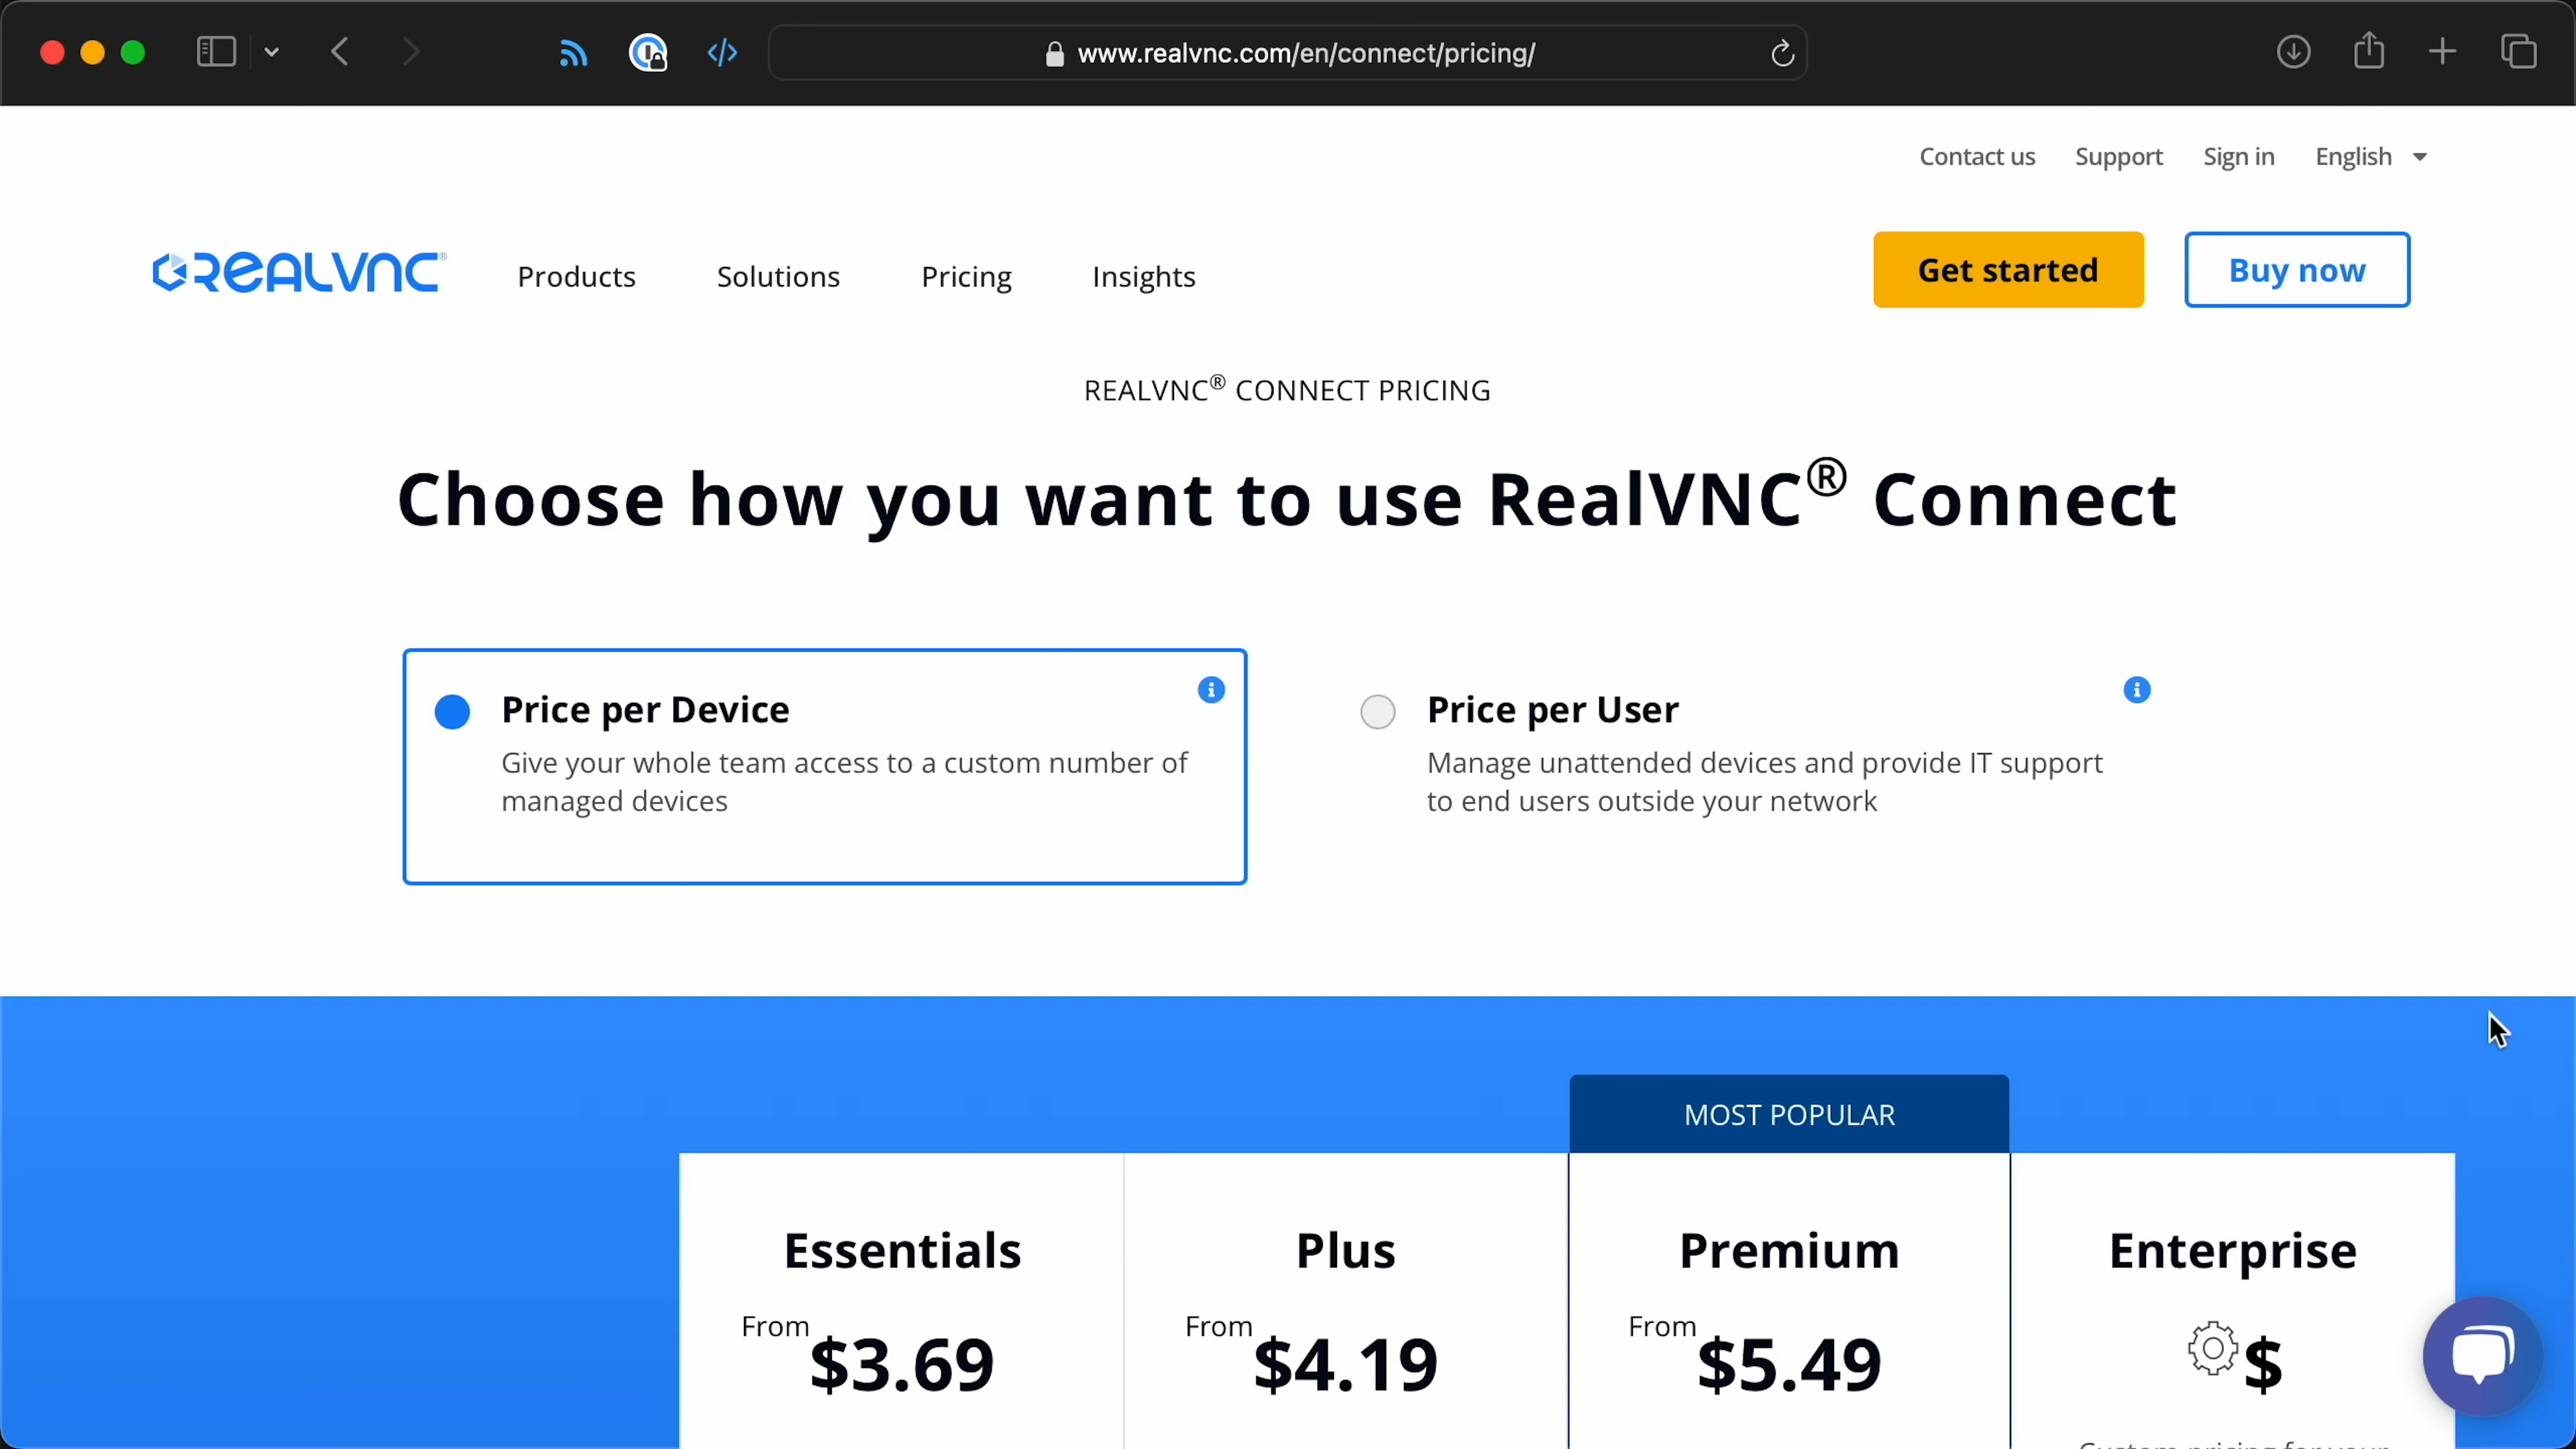 www.realvnc.com/en/connect/pricing/
Contact us Support Sign in English
REALVNC® Products Solutions Pricing Insights Get started Buy now
REALVNC® CONNECT PRICING
Choose how you want to use RealVNC® Connect
Price per Device
Give your whole team access to a custom number of
managed devices
Price per User
Manage unattended devices and provide IT support
to end users outside your network
MOST POPULAR
Essentials Plus Premium Enterprise
From $3.69 From $4.19 From $5.49 $